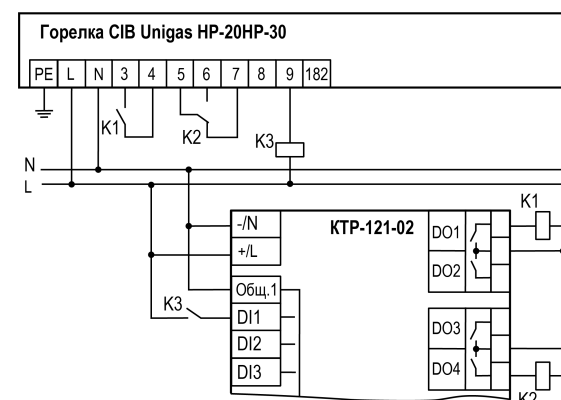 Горелка CIB Unigas HP-20HP-30
PE L N 3 4 5 6 7 8 9 182
K1
K2
K3
N
L
K1
-/N
КТР-121-02
DO1
+/L
DO2
Общ.1
K3
DI1
DO3
DI2
DI3
DO4
K2